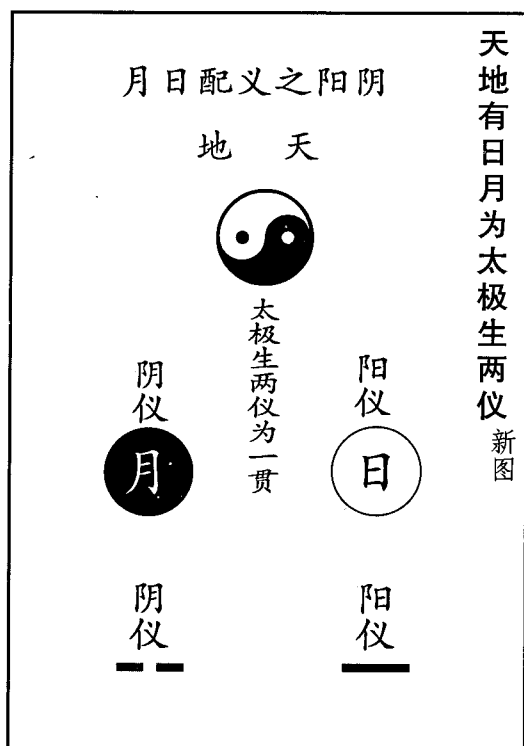 天地有日月为太极生两仪
新图
阴阳之义配日月
天 地
太极生两仪为一贯
阳仪
日
阴仪
月
阳仪
阴仪